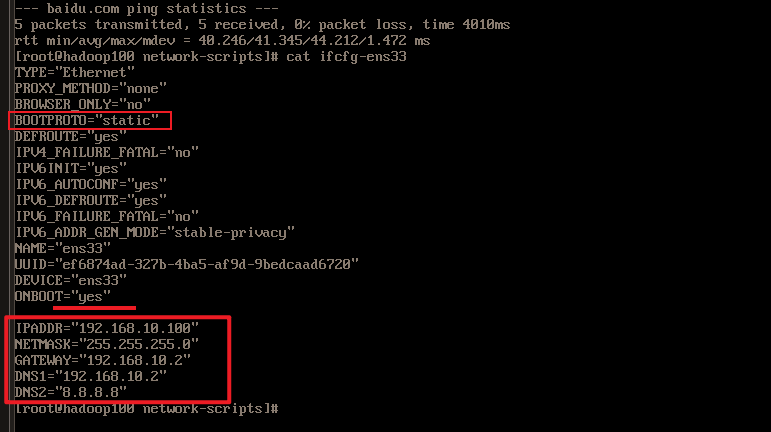 --- baidu.com ping statistics ---
5 packets transmitted, 5 received, 0% packet loss, time 4010ms
rtt min/avg/max/mdev = 40.246/41.345/44.212/1.472 ms
[root@hadoop100 network-scripts]# cat ifcfg-ens33
TYPE="Ethernet"
PROXY_METHOD="none"
BROWSER_ONLY="no"
BOOTPROTO="static"
DEFROUTE="yes"
IPV4_FAILURE_FATAL="no"
IPV6INIT="yes"
IPV6_AUTOCONF="yes"
IPV6_DEFROUTE="yes"
IPV6_FAILURE_FATAL="no"
IPV6_ADDR_GEN_MODE="stable-privacy"
NAME="ens33"
UUID="ef6874ad-327b-4ba5-af9d-9bedcaad6720"
DEVICE="ens33"
ONBOOT="yes"
IPADDR="192.168.10.100"
NETMASK="255.255.255.0"
GATEWAY="192.168.10.2"
DNS1="192.168.10.2"
DNS2="8.8.8.8"
[root@hadoop100 network-scripts]#